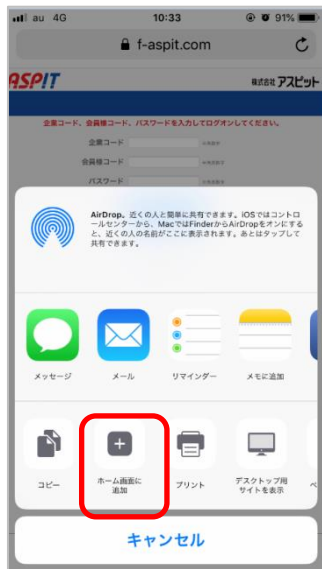 au 4G 10:33 91%
f-aspit.com
ASPIT 株式会社 アスピット
企業コード、会員様コード、パスワードを入力してログオンしてください。
企業コード
会員様コード
パスワード
AirDrop。近くの人と簡単に共有できます。iOSではコントロ
ールセンターから、MacではFinderからAirDropをオンにする
と、近くの人の名前がここに表示されます。あとはタップして
共有できます。
メッセージ メール リマインダー メモに追加
コピー ホーム画面に プリント デスクトップ用
追加 サイトを表示
キャンセル